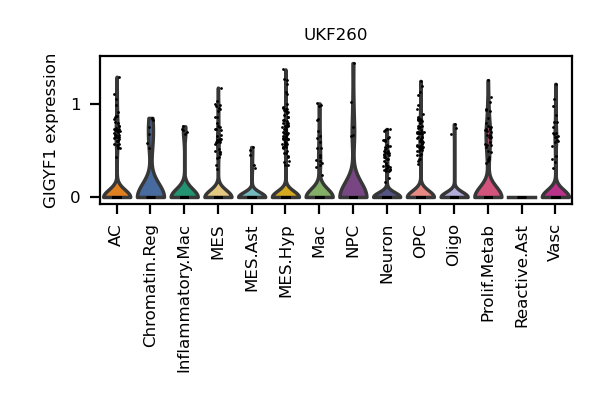 UKF260
GIGYF1 expression
1
0
AC
Chromatin.Reg
Inflammatory.Mac
MES
MES.Ast
MES.Hyp
Mac
NPC
Neuron
OPC
Oligo
Prolif.Metab
Reactive.Ast
Vasc